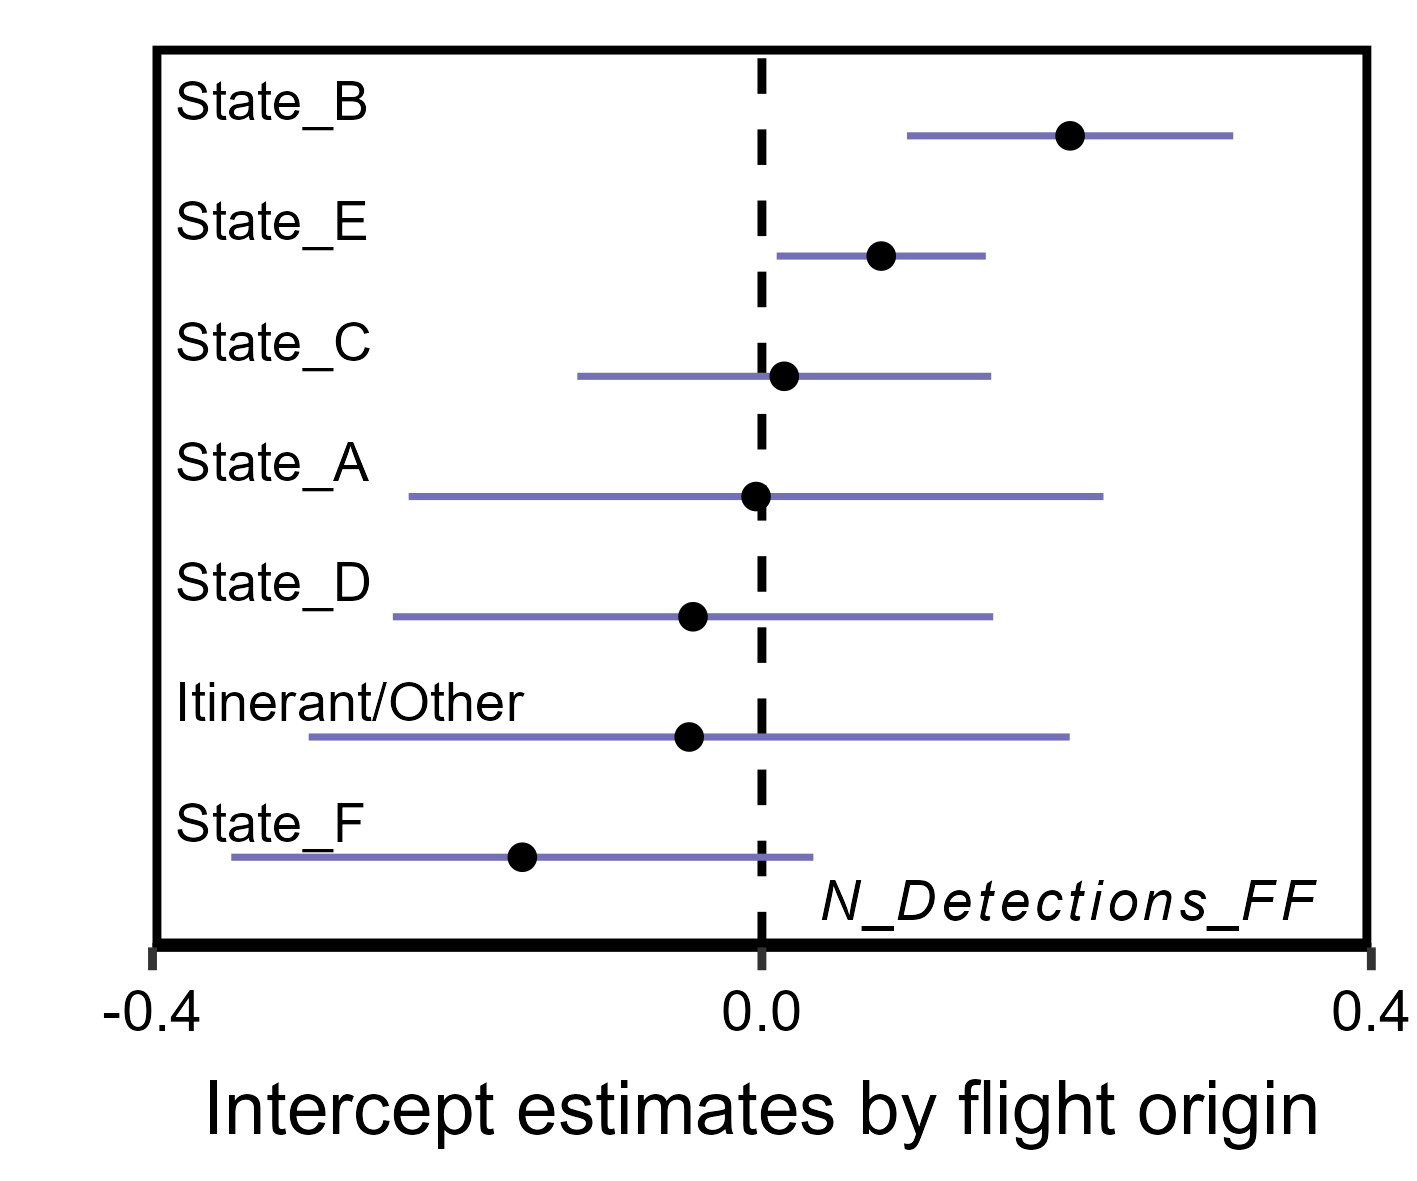 State_B
State_E
State_C
State_A
State_D
Itinerant/Other
State_F
N_Detections_FF
-0.4 0.0 0.4
Intercept estimates by flight origin